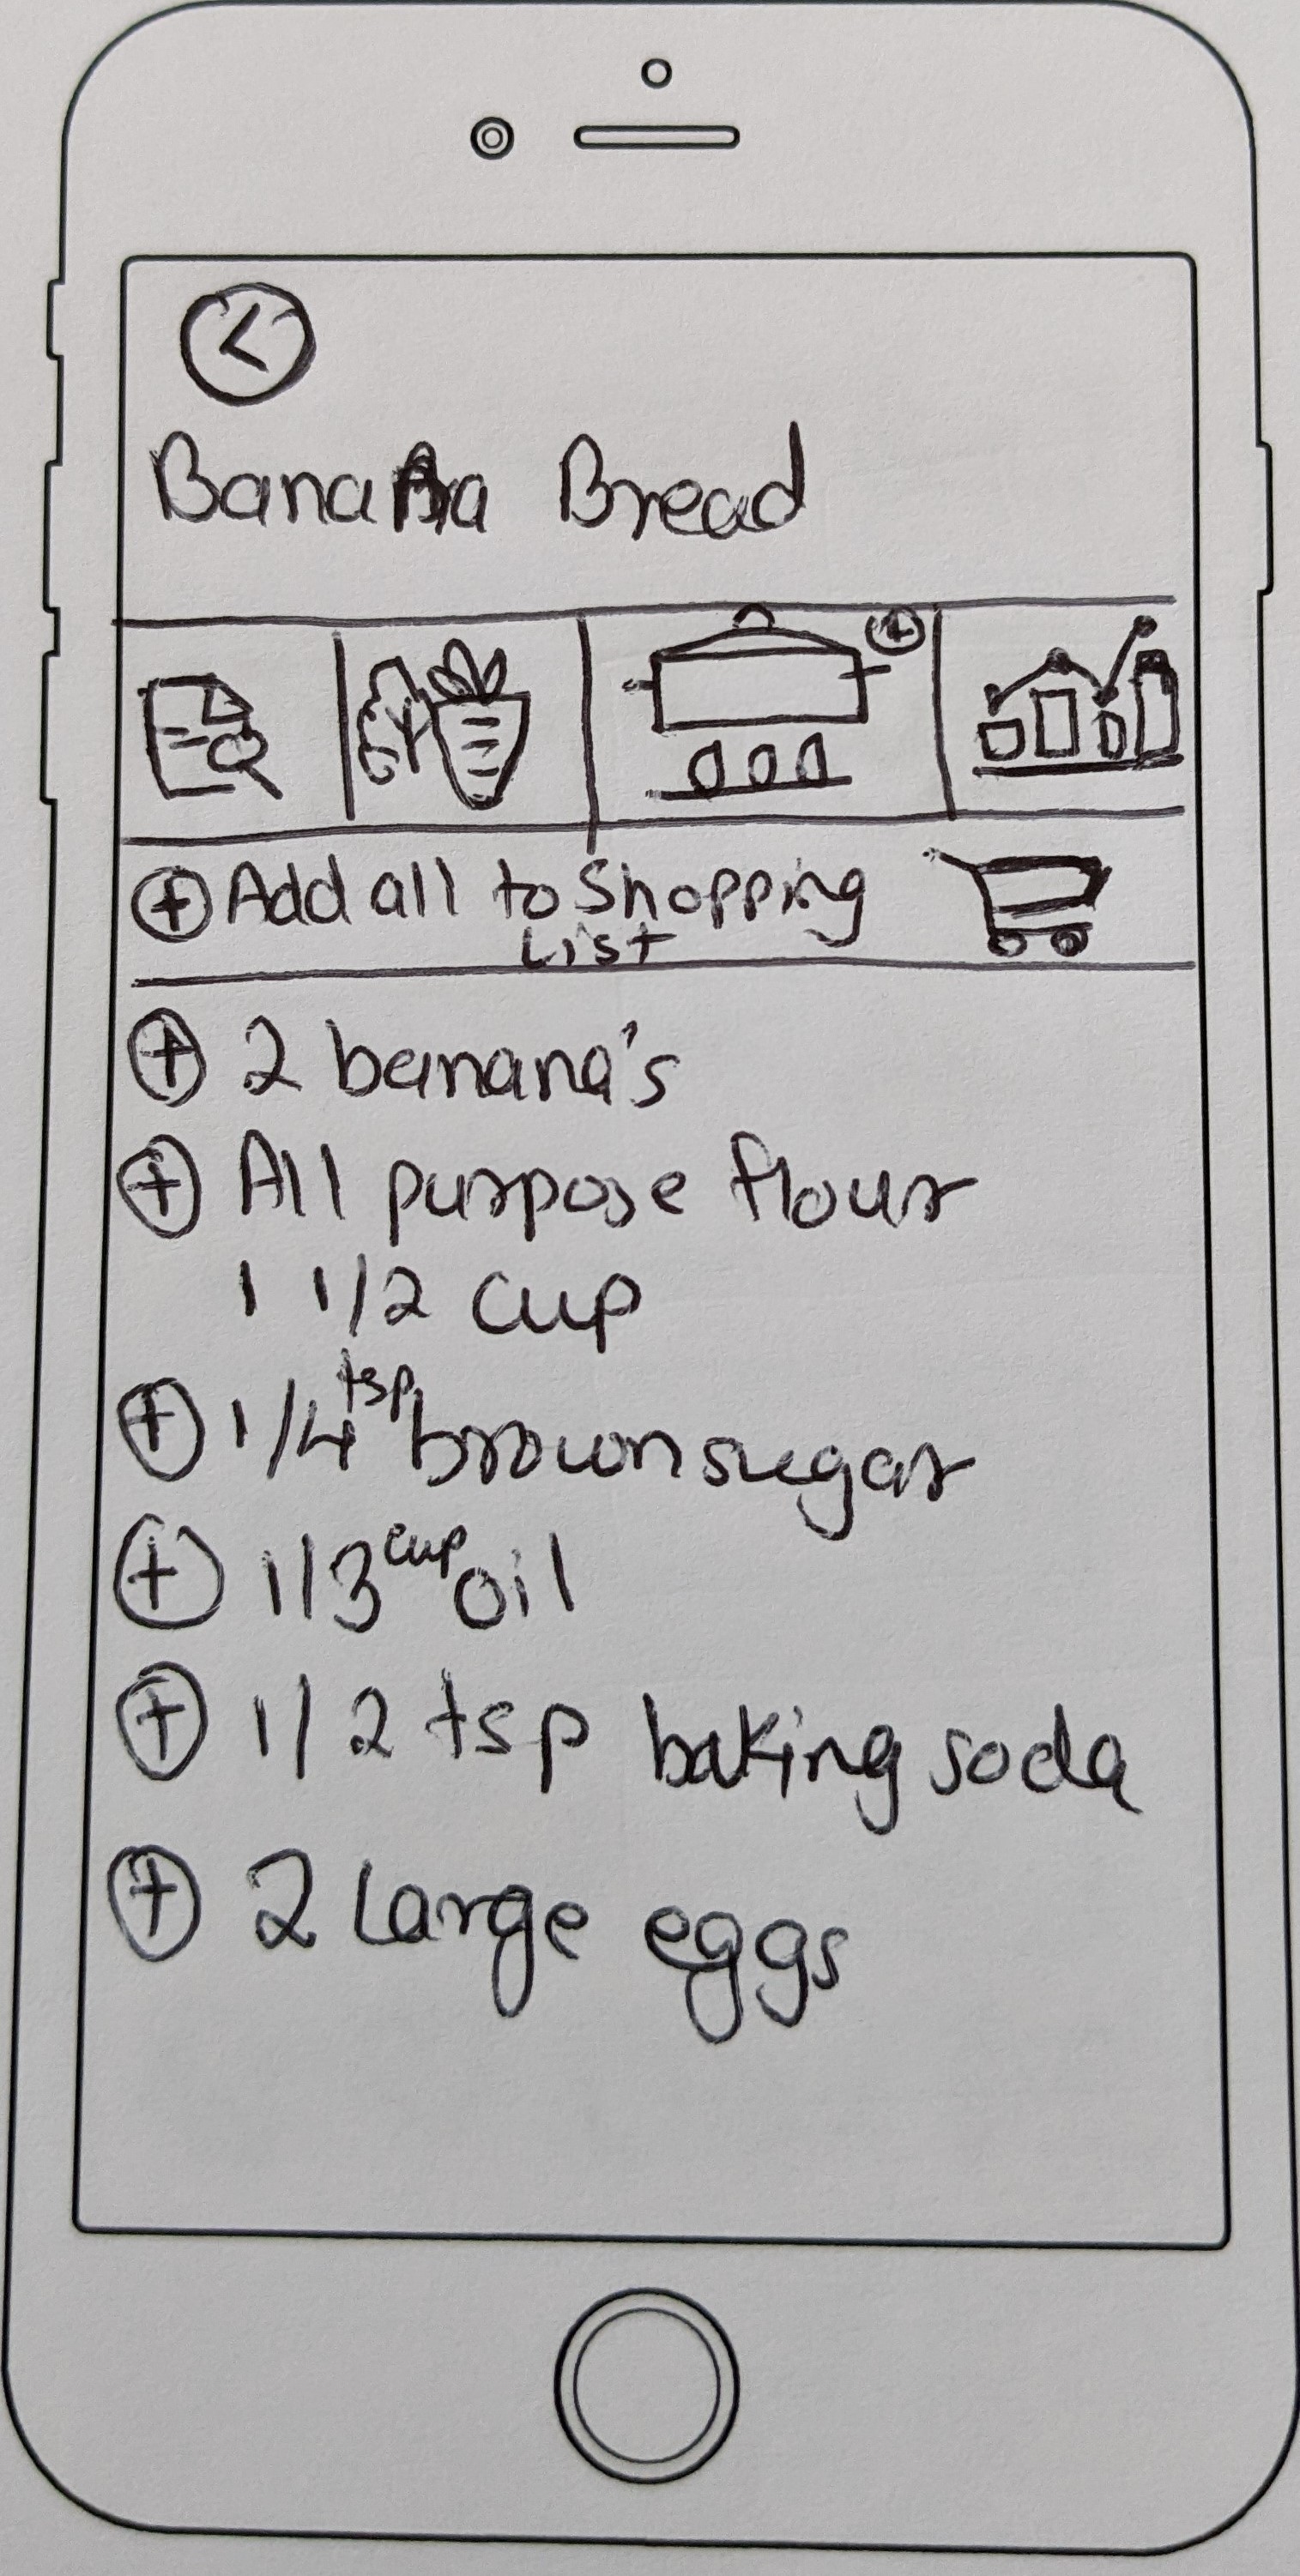 Banana Bread
Add all to Shopping
List
2 banana's
All purpose flour
1 1/2 cup
1/4 tsp brown sugar
1/3 cup oil
1/2 tsp baking soda
2 Large eggs